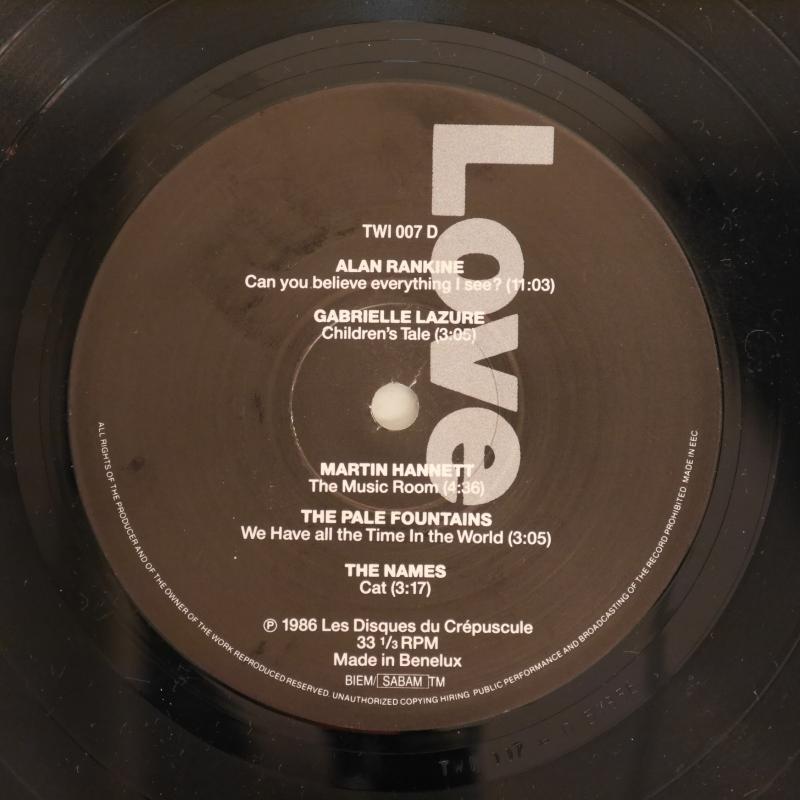 Love
TWI 007 D
ALAN RANKINE
Can you believe everything I see? (11:03)
GABRIELLE LAZURE
Children's Tale (3:05)
MARTIN HANNETT
The Music Room (4:36)
THE PALE FOUNTAINS
We Have all the Time In the World (3:05)
THE NAMES
Cat (3:17)
℗ 1986 Les Disques du Crépuscule
33 1/3 RPM
Made in Benelux
BIEM/ SABAM TM
ALL RIGHTS OF THE PRODUCER AND OF THE OWNER OF THE WORK REPRODUCED RESERVED. UNAUTHORIZED COPYING HIRING PUBLIC PERFORMANCE AND BROADCASTING OF THE RECORD PROHIBITED MADE IN EEC